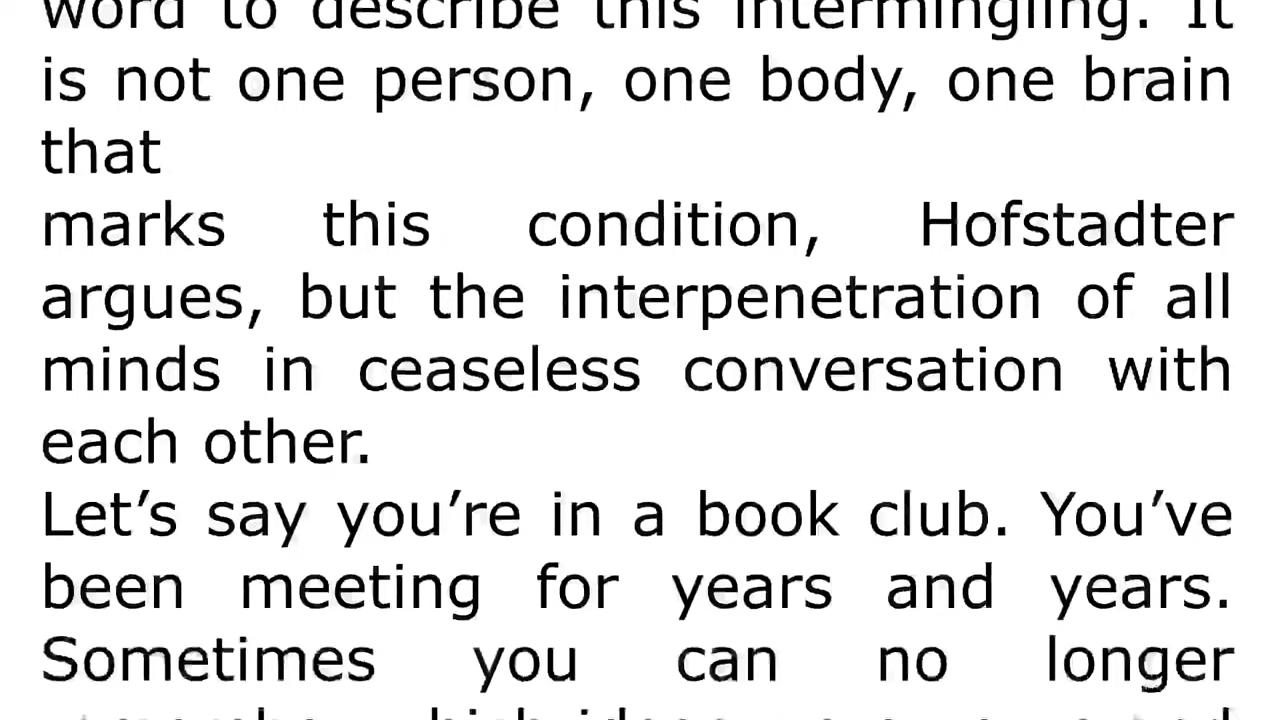 word to describe this intermingling. It
is not one person, one body, one brain
that
marks this condition, Hofstadter
argues, but the interpenetration of all
minds in ceaseless conversation with
each other.
Let’s say you’re in a book club. You’ve
been meeting for years and years.
Sometimes you can no longer